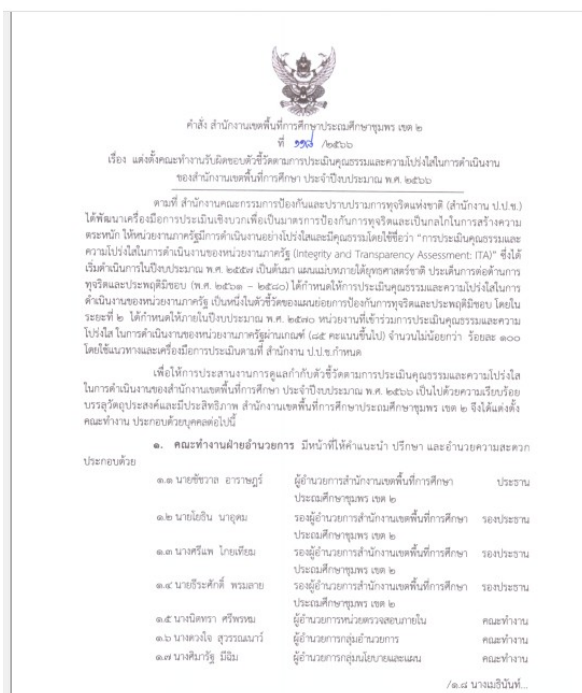 คำสั่ง สำนักงานเขตพื้นที่การศึกษาประถมศึกษาชุมพร เขต ๒
ที่ ๑๑๘ /๒๕๖๖
เรื่อง แต่งตั้งคณะทำงานรับผิดชอบตัวชี้วัดตามการประเมินคุณธรรมและความโปร่งใสในการดำเนินงาน
ของสำนักงานเขตพื้นที่การศึกษา ประจำปีงบประมาณ พ.ศ. ๒๕๖๖
ตามที่ สำนักงานคณะกรรมการป้องกันและปราบปรามการทุจริตแห่งชาติ (สำนักงาน ป.ป.ช.)
ได้พัฒนาเครื่องมือการประเมินเชิงบวกเพื่อเป็นมาตรการป้องกันการทุจริตและเป็นกลไกในการสร้างความ
ตระหนัก ให้หน่วยงานภาครัฐมีการดำเนินงานอย่างโปร่งใสและมีคุณธรรมโดยใช้ชื่อว่า "การประเมินคุณธรรมและ
ความโปร่งใสในการดำเนินงานของหน่วยงานภาครัฐ (Integrity and Transparency Assessment: ITA)" ซึ่งได้
เริ่มดำเนินการในปีงบประมาณ พ.ศ. ๒๕๕๗ เป็นต้นมา แผนแม่บทภายใต้ยุทธศาสตร์ชาติ ประเด็นการต่อต้านการ
ทุจริตและประพฤติมิชอบ (พ.ศ. ๒๕๖๑ – ๒๕๘๐) ได้กำหนดให้การประเมินคุณธรรมและความโปร่งใสในการ
ดำเนินงานของหน่วยงานภาครัฐ เป็นหนึ่งในตัวชี้วัดของแผนย่อยการป้องกันการทุจริตและประพฤติมิชอบ โดยใน
ระยะที่ ๒ ได้กำหนดให้ภายในปีงบประมาณ พ.ศ. ๒๕๗๐ หน่วยงานที่เข้าร่วมการประเมินคุณธรรมและความ
โปร่งใส ในการดำเนินงานของหน่วยงานภาครัฐผ่านเกณฑ์ (๘๕ คะแนนขึ้นไป) จำนวนไม่น้อยกว่า ร้อยละ ๑๐๐
โดยใช้แนวทางและเครื่องมือการประเมินตามที่ สำนักงาน ป.ป.ช.กำหนด
เพื่อให้การประสานงานการดูแลกำกับตัวชี้วัดตามการประเมินคุณธรรมและความโปร่งใส
ในการดำเนินงานของสำนักงานเขตพื้นที่การศึกษา ประจำปีงบประมาณ พ.ศ. ๒๕๖๖ เป็นไปด้วยความเรียบร้อย
บรรลุวัตถุประสงค์และมีประสิทธิภาพ สำนักงานเขตพื้นที่การศึกษาประถมศึกษาชุมพร เขต ๒ จึงได้แต่งตั้ง
คณะทำงาน ประกอบด้วยบุคคลต่อไปนี้
๑. คณะทำงานฝ่ายอำนวยการ มีหน้าที่ให้คำแนะนำ ปรึกษา และอำนวยความสะดวก
ประกอบด้วย
๑.๑ นายชัชวาล อาราษฎร์ ผู้อำนวยการสำนักงานเขตพื้นที่การศึกษา ประธาน
ประถมศึกษาชุมพร เขต ๒
๑.๒ นายโยธิน นาอุดม รองผู้อำนวยการสำนักงานเขตพื้นที่การศึกษา รองประธาน
ประถมศึกษาชุมพร เขต ๒
๑.๓ นางศรีแพ ไกยเทียม รองผู้อำนวยการสำนักงานเขตพื้นที่การศึกษา รองประธาน
ประถมศึกษาชุมพร เขต ๒
๑.๔ นายธีระศักดิ์ พรมลาย รองผู้อำนวยการสำนักงานเขตพื้นที่การศึกษา รองประธาน
ประถมศึกษาชุมพร เขต ๒
๑.๕ นางนิตทรา ศรีพรหม ผู้อำนวยการหน่วยตรวจสอบภายใน คณะทำงาน
๑.๖ นางดวงใจ สุวรรณเนาว์ ผู้อำนวยการกลุ่มอำนวยการ คณะทำงาน
๑.๗ นางศิมารัฐ มีฉิม ผู้อำนวยการกลุ่มนโยบายและแผน คณะทำงาน
/๑.๘ นางเมธินันท์...